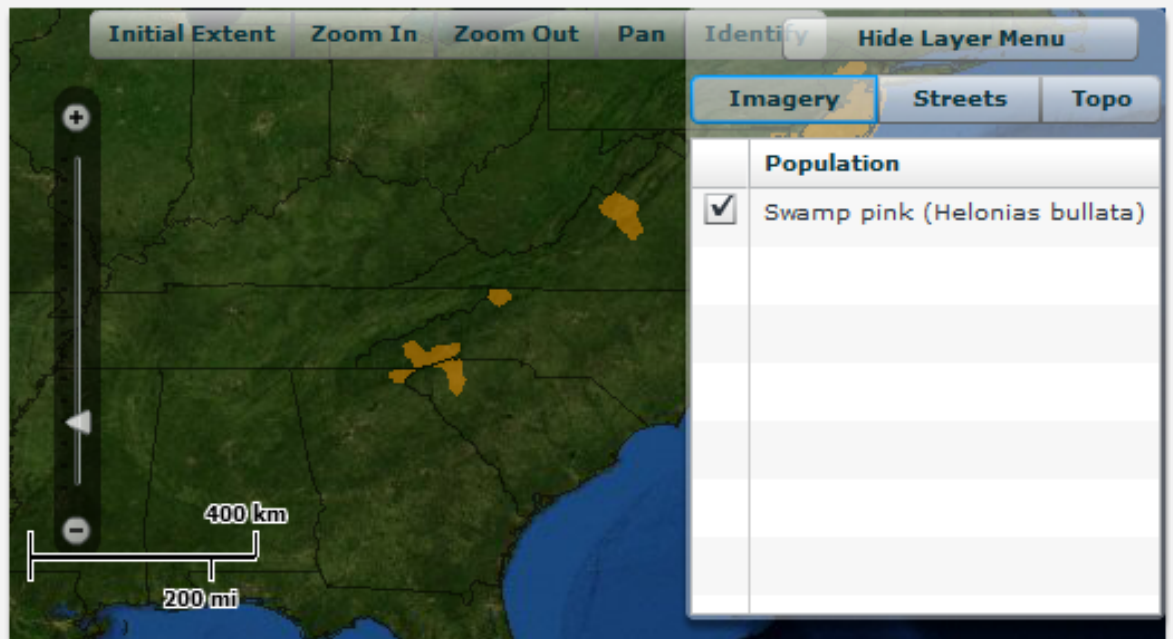 Initial Extent Zoom In Zoom Out Pan Identify Hide Layer Menu
Imagery Streets Topo
Population
Swamp pink (Helonias bullata)
400 km
200 mi